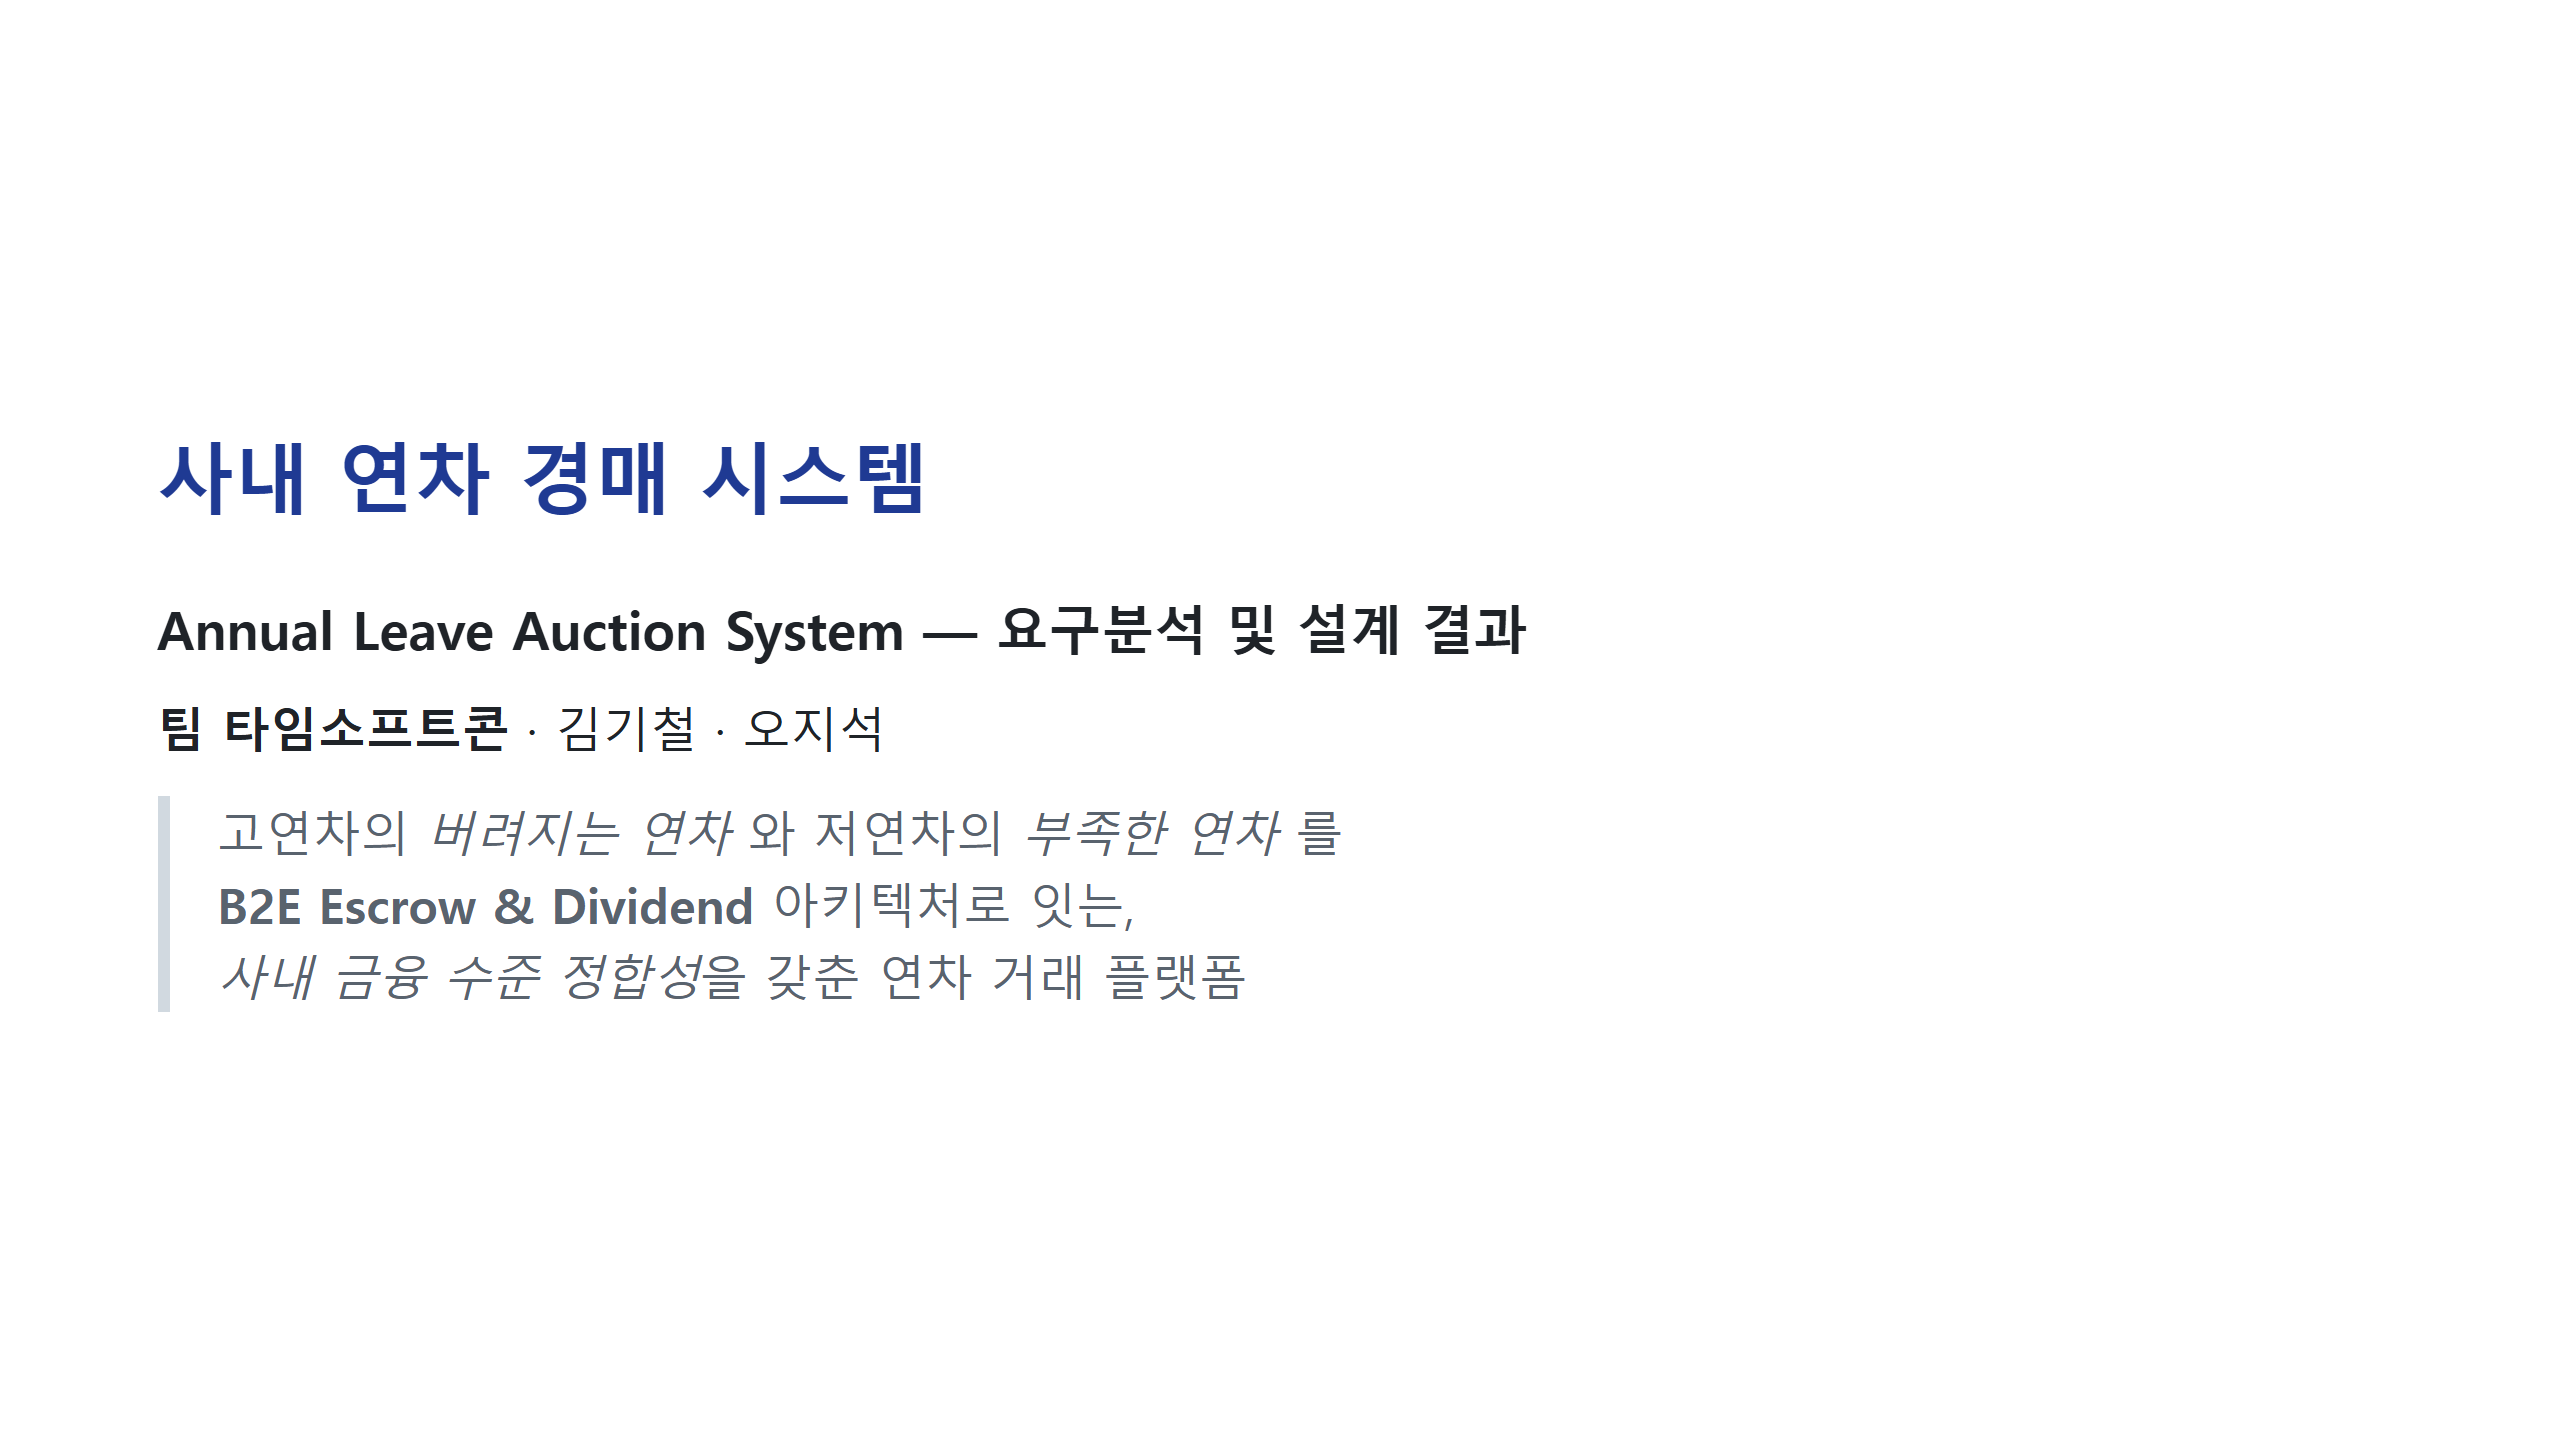 사내 연차 경매 시스템
Annual Leave Auction System — 요구분석 및 설계 결과
팀 타임소프트콘 · 김기철 · 오지석
고연차의 버려지는 연차 와 저연차의 부족한 연차 를
B2E Escrow & Dividend 아키텍처로 잇는,
사내 금융 수준 정합성을 갖춘 연차 거래 플랫폼